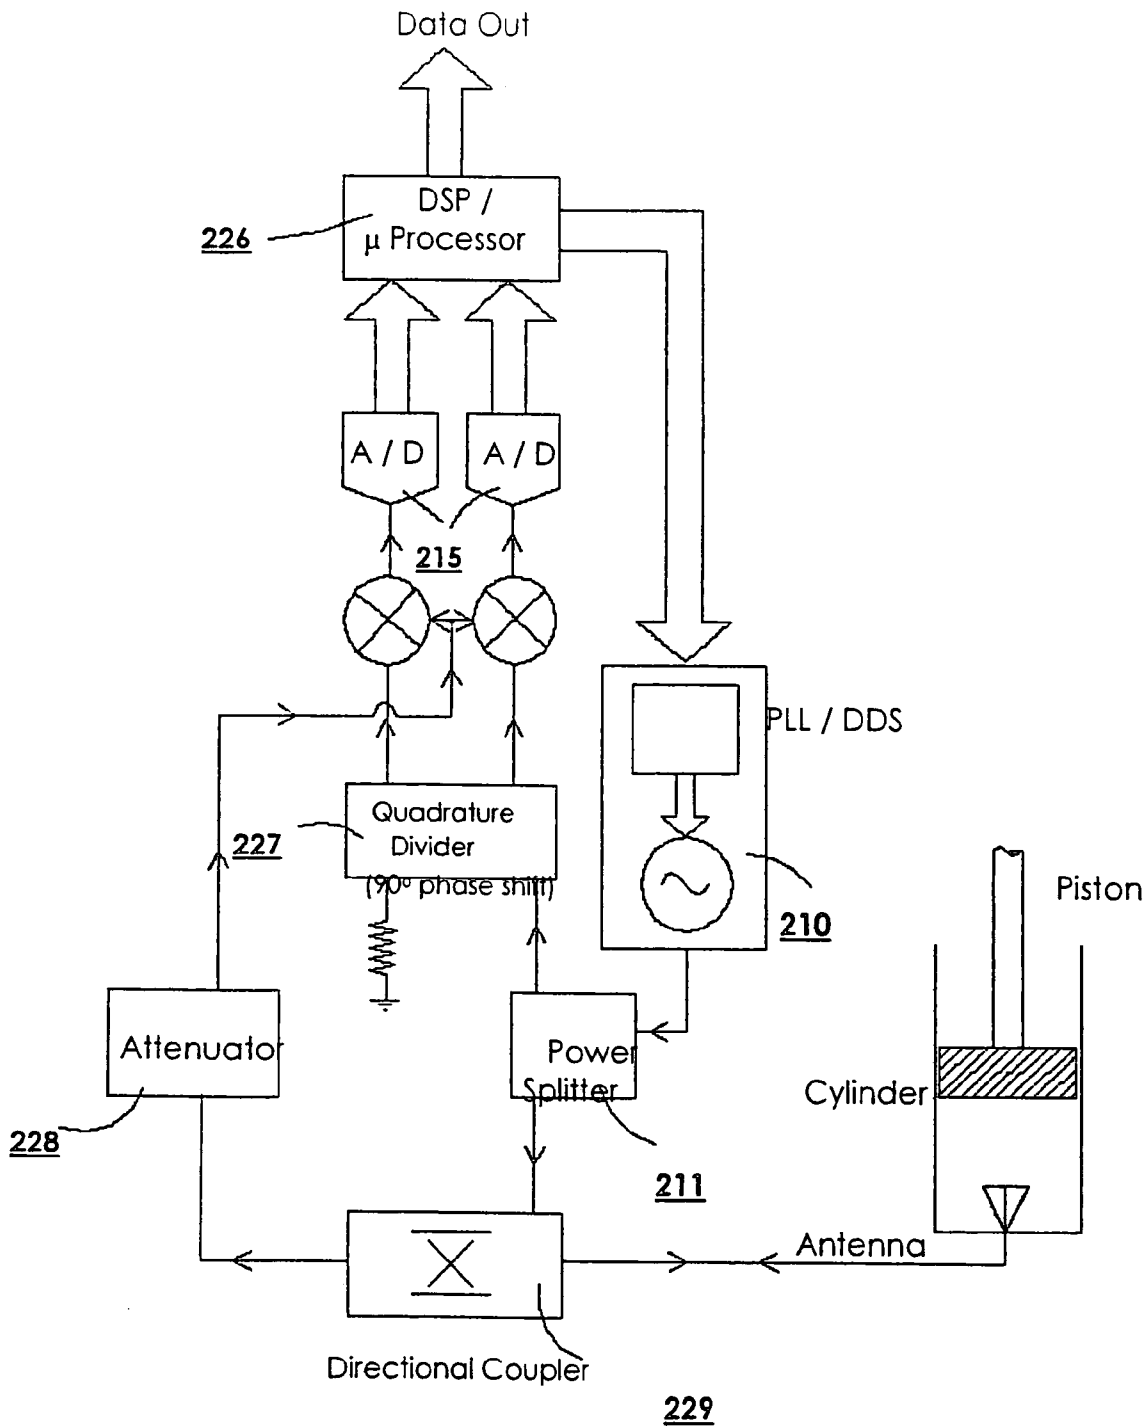 Data Out
DSP /
μ Processor
226
A / D
A / D
215
PLL / DDS
Quadrature
Divider
(90° phase shift)
227
210
Piston
Attenuator
Power
Splitter
Cylinder
228
211
Antenna
Directional Coupler
229